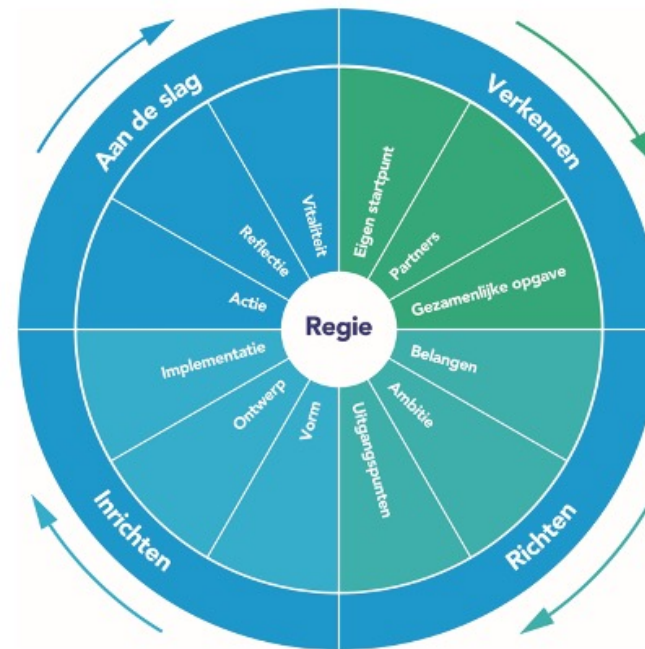 Verkennen
Eigen startpunt
Partners
Gezamenlijke opgave
Richten
Belangen
Ambitie
Uitgangspunten
Inrichten
Vorm
Ontwerp
Implementatie
Aan de slag
Actie
Reflectie
Vitaliteit
Regie